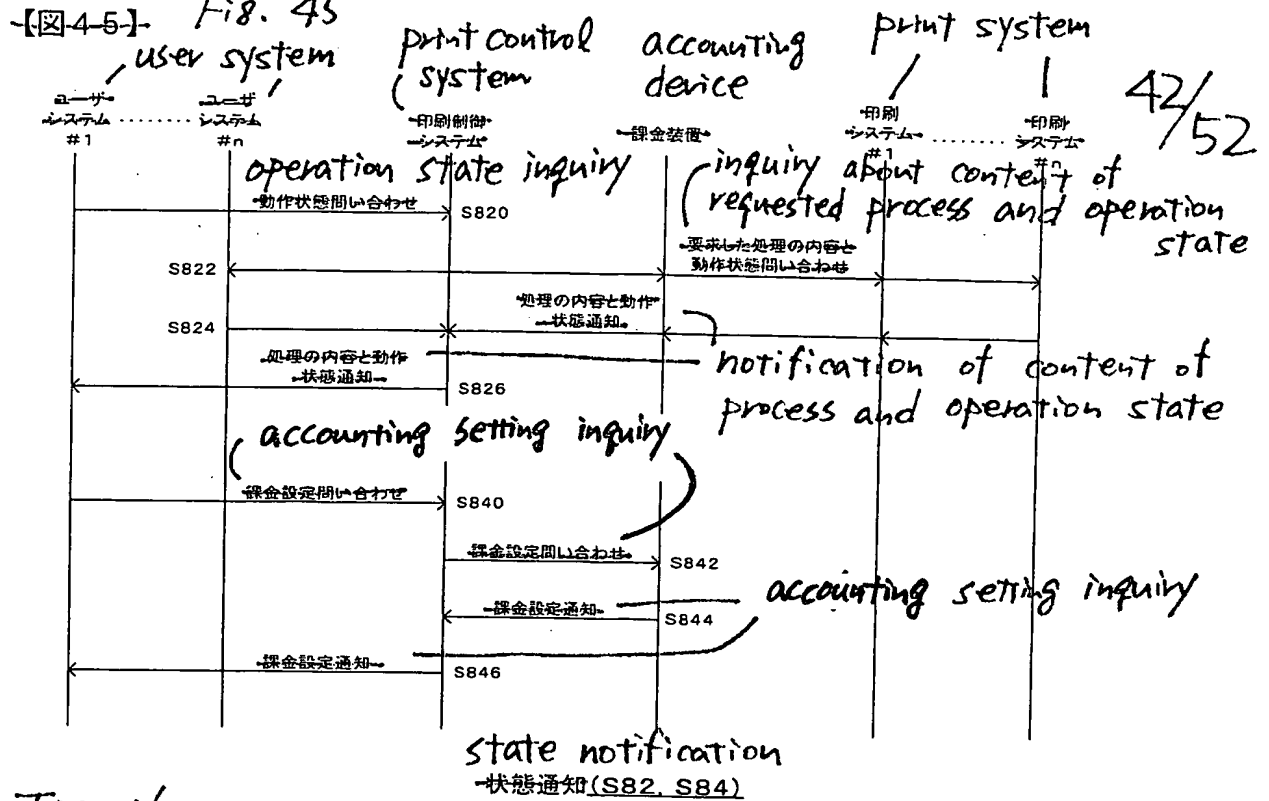 【図45】 Fig. 45
user system
print control system
accounting device
print system
42/52
ユーザ システム #1 ········ ユーザ システム #n
印刷制御 システム
課金装置
印刷 システム #1 ········ 印刷 システム #n
operation state inquiry
動作状態問い合わせ
S820
inquiry about content of
requested process and operation
state
要求した処理の内容と
動作状態問い合わせ
S822
処理の内容と動作
状態通知
S824
処理の内容と動作
状態通知
S826
notification of content of
process and operation state
accounting setting inquiry
課金設定問い合わせ
S840
課金設定問い合わせ
S842
accounting setting inquiry
課金設定通知
S844
課金設定通知
S846
state notification
状態通知(S82, S84)